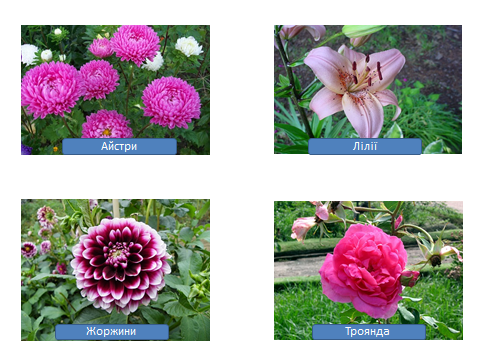 Айстри
Лілії
Жоржини
Троянда